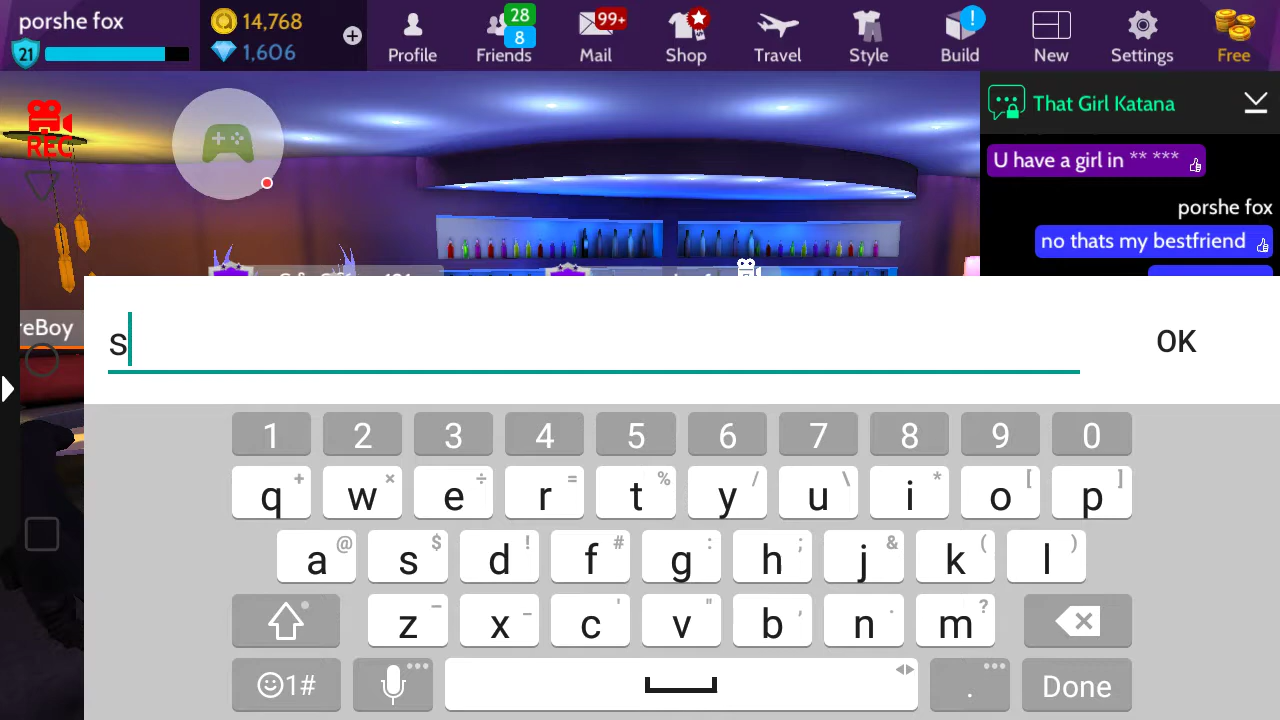 porshe fox
21
14,768
1,606
Profile
28
8
Friends
99+
Mail
Shop
Travel
Style
!
Build
New
Settings
Free
REC
That Girl Katana
U have a girl in ** ***
porshe fox
no thats my bestfriend
reBoy
s
OK
1 2 3 4 5 6 7 8 9 0
q + w × e ÷ r = t % y / u \ i * o [ p ]
a @ s $ d ! f # g : h ; j & k ( l )
z _ x - c ' v " b , n . m ?
1# . Done